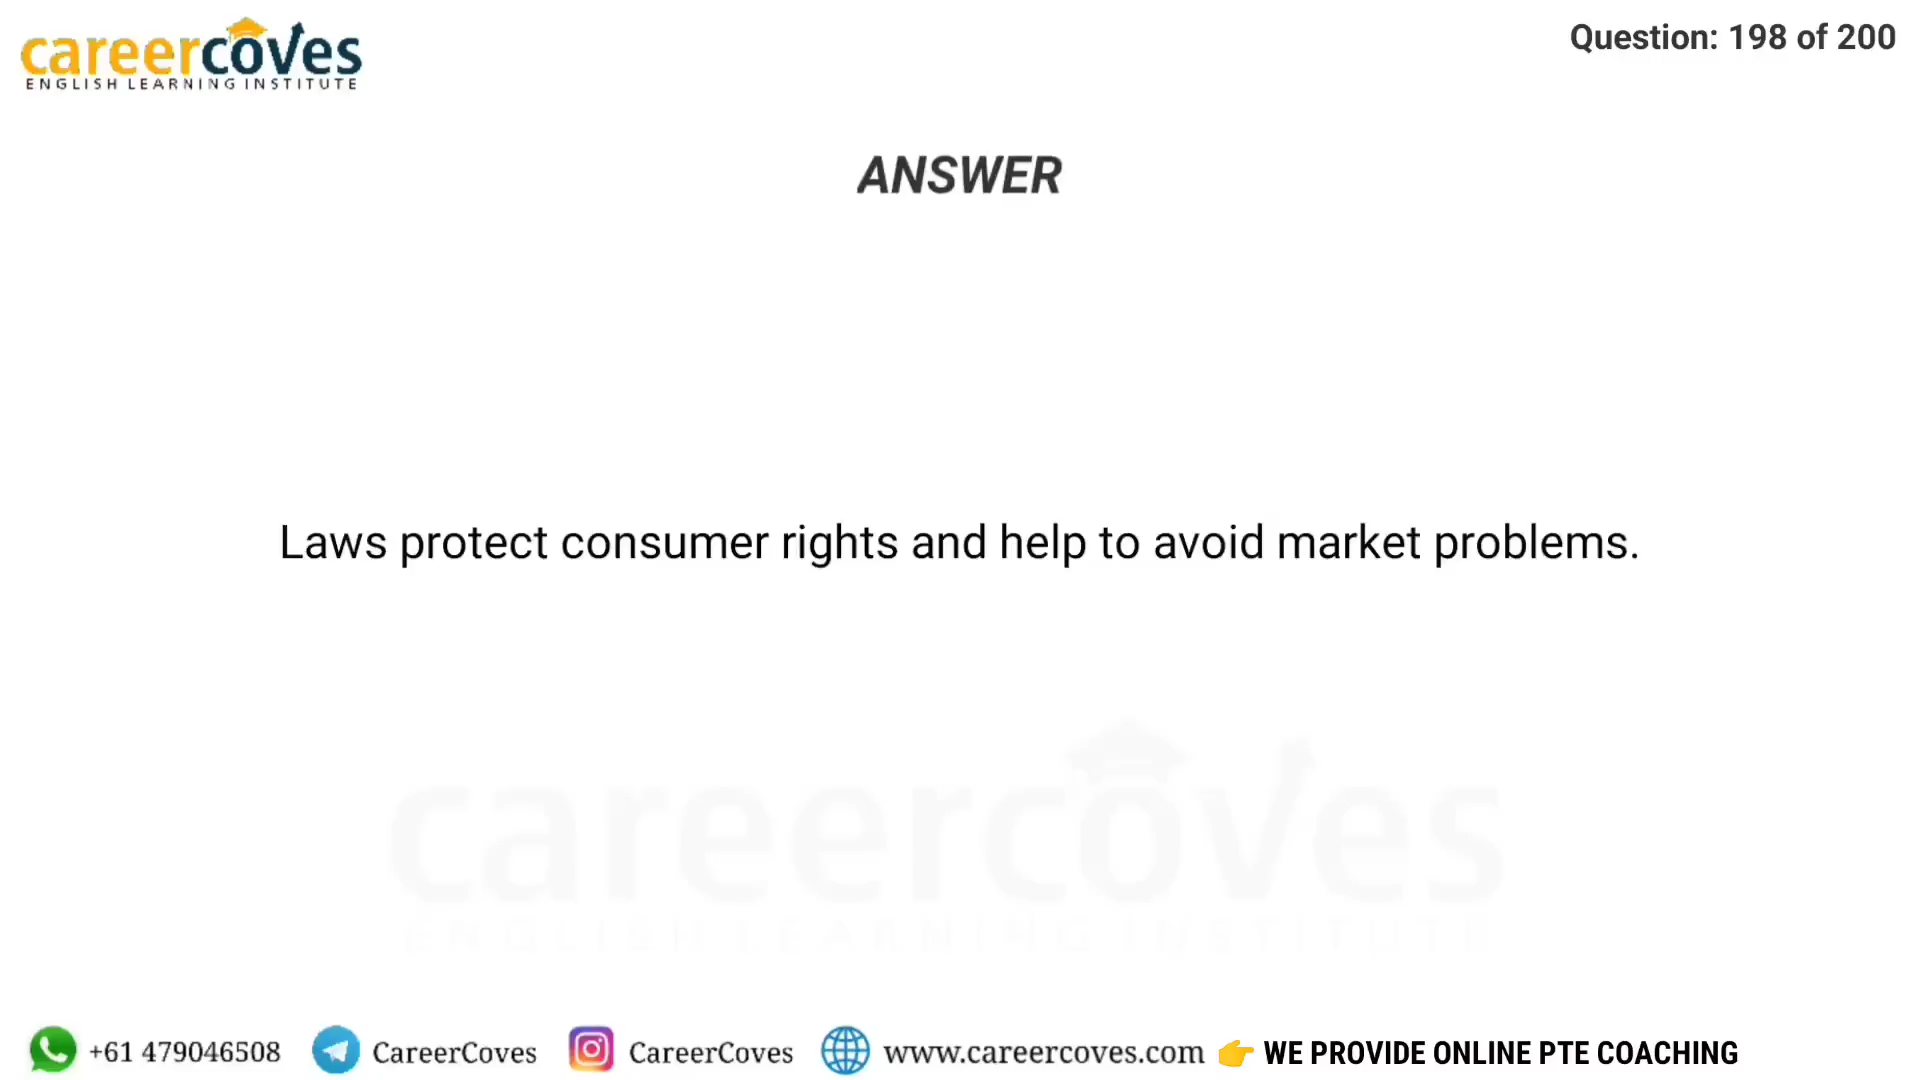 careercoves
ENGLISH LEARNING INSTITUTE
Question: 198 of 200
ANSWER
Laws protect consumer rights and help to avoid market problems.
careercoves
ENGLISH LEARNING INSTITUTE
+61 479046508 CareerCoves CareerCoves www.careercoves.com 👉 WE PROVIDE ONLINE PTE COACHING